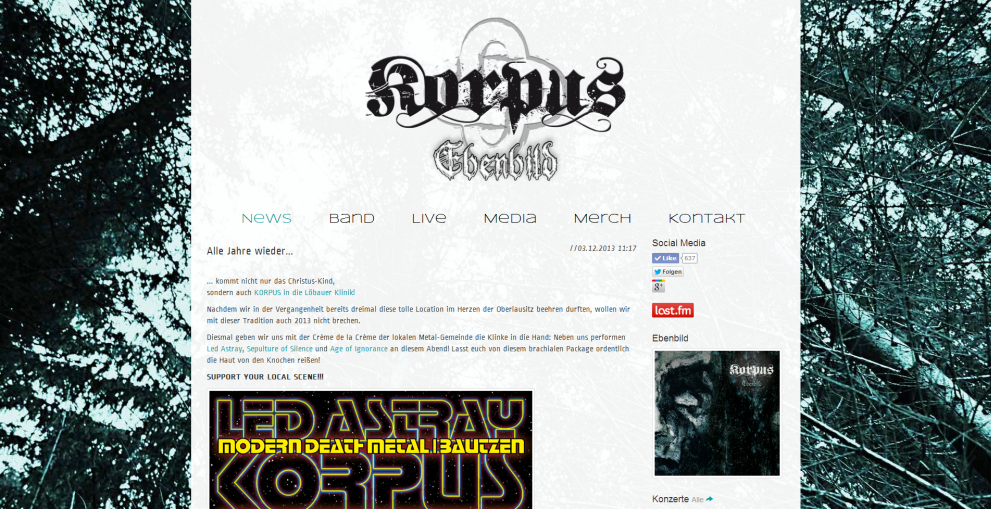 Korpus
Ebenbild
News Band Live Media Merch Kontakt
Alle Jahre wieder... //03.12.2013 11:17
... kommt nicht nur das Christus-Kind,
sondern auch KORPUS in die Löbauer Klinik!
Nachdem wir in der Vergangenheit bereits dreimal diese tolle Location im Herzen der Oberlausitz beehren durften, wollen wir
mit dieser Tradition auch 2013 nicht brechen.
Diesmal geben wir uns mit der Crème de la Crème der lokalen Metal-Gemeinde die Klinke in die Hand: Neben uns performen
Led Astray, Sepulture of Silence und Age of Ignorance an diesem Abend! Lasst euch von diesem brachialen Package ordentlich
die Haut von den Knochen reißen!
SUPPORT YOUR LOCAL SCENE!!!
LED ASTRAY
MODERN DEATH METAL | BAUTZEN
KORPUS
Social Media
Like 637
Folgen
g+
last.fm
Ebenbild
Korpus
Ebenbild
Konzerte Alle